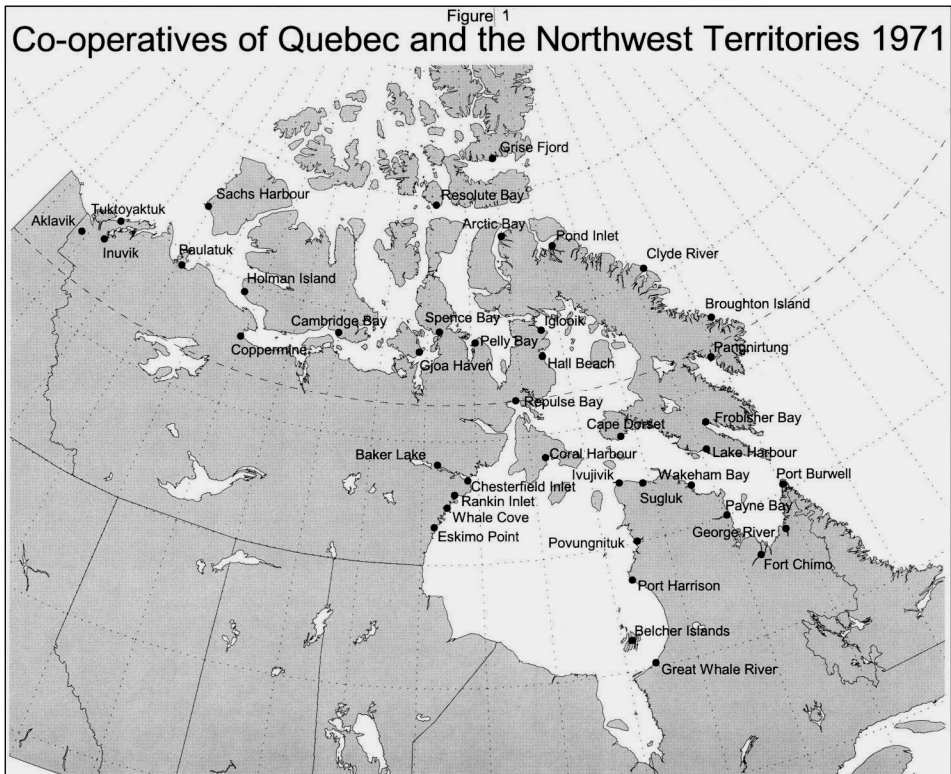 Figure 1
Co-operatives of Quebec and the Northwest Territories 1971
Grise Fjord
Sachs Harbour
Resolute Bay
Tuktoyaktuk
Aklavik
Inuvik
Arctic Bay
Pond Inlet
Paulatuk
Clyde River
Holman Island
Broughton Island
Cambridge Bay
Spence Bay
Igloolik
Coppermine
Pelly Bay
Pangnirtung
Gjoa Haven
Hall Beach
Repulse Bay
Cape Dorset
Frobisher Bay
Baker Lake
Coral Harbour
Lake Harbour
Chesterfield Inlet
Ivujivik
Wakeham Bay
Port Burwell
Rankin Inlet
Sugluk
Whale Cove
Payne Bay
Eskimo Point
Povungnituk
George River
Fort Chimo
Port Harrison
Belcher Islands
Great Whale River